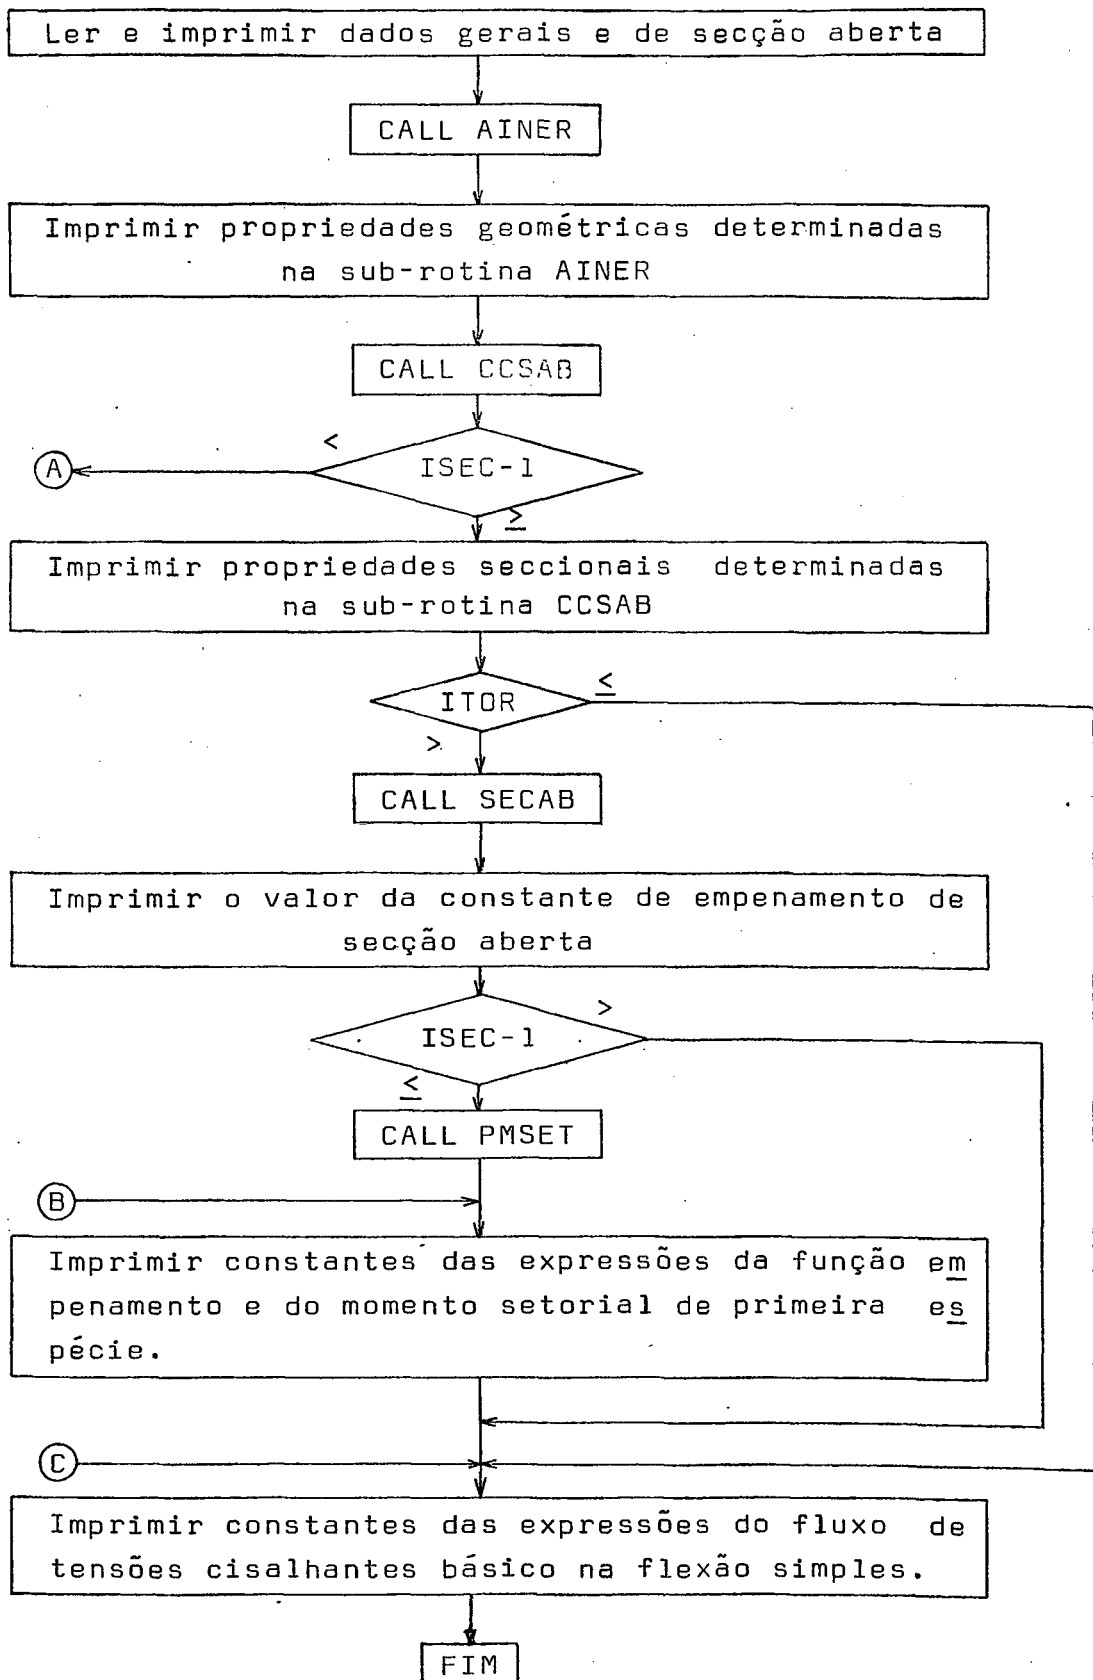 Ler e imprimir dados gerais e de secção aberta
CALL AINER
Imprimir propriedades geométricas determinadas
na sub-rotina AINER
CALL CCSAB
<
A
ISEC-1
≥
Imprimir propriedades seccionais determinadas
na sub-rotina CCSAB
ITOR
≤
>
CALL SECAB
Imprimir o valor da constante de empenamento de
secção aberta
>
ISEC-1
≤
CALL PMSET
B
Imprimir constantes das expressões da função em
penamento e do momento setorial de primeira es
pécie.
C
Imprimir constantes das expressões do fluxo de
tensões cisalhantes básico na flexão simples.
FIM